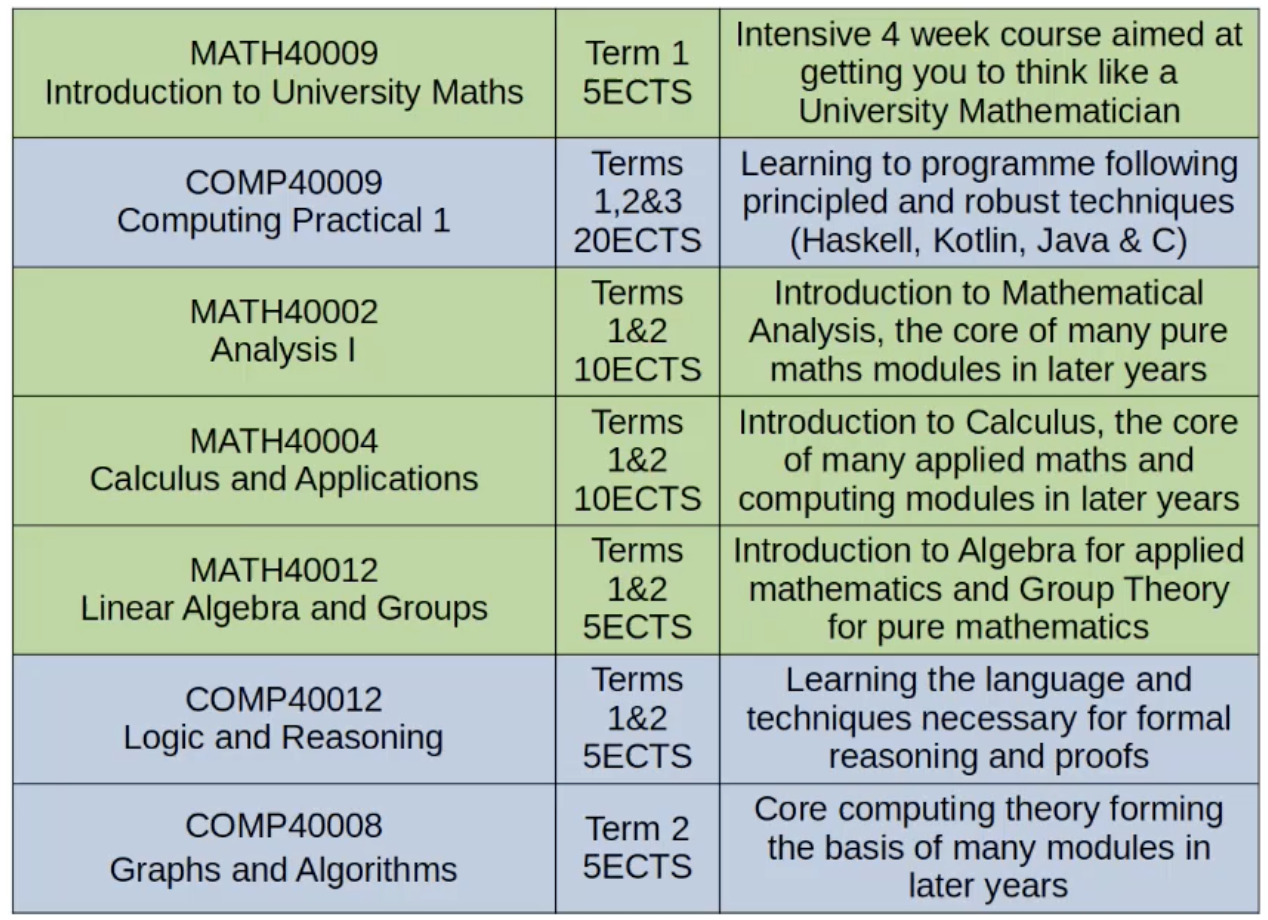 MATH40009
Introduction to University Maths
Term 1
5ECTS
Intensive 4 week course aimed at
getting you to think like a
University Mathematician
COMP40009
Computing Practical 1
Terms
1,2&3
20ECTS
Learning to programme following
principled and robust techniques
(Haskell, Kotlin, Java & C)
MATH40002
Analysis I
Terms
1&2
10ECTS
Introduction to Mathematical
Analysis, the core of many pure
maths modules in later years
MATH40004
Calculus and Applications
Terms
1&2
10ECTS
Introduction to Calculus, the core
of many applied maths and
computing modules in later years
MATH40012
Linear Algebra and Groups
Terms
1&2
5ECTS
Introduction to Algebra for applied
mathematics and Group Theory
for pure mathematics
COMP40012
Logic and Reasoning
Terms
1&2
5ECTS
Learning the language and
techniques necessary for formal
reasoning and proofs
COMP40008
Graphs and Algorithms
Term 2
5ECTS
Core computing theory forming
the basis of many modules in
later years